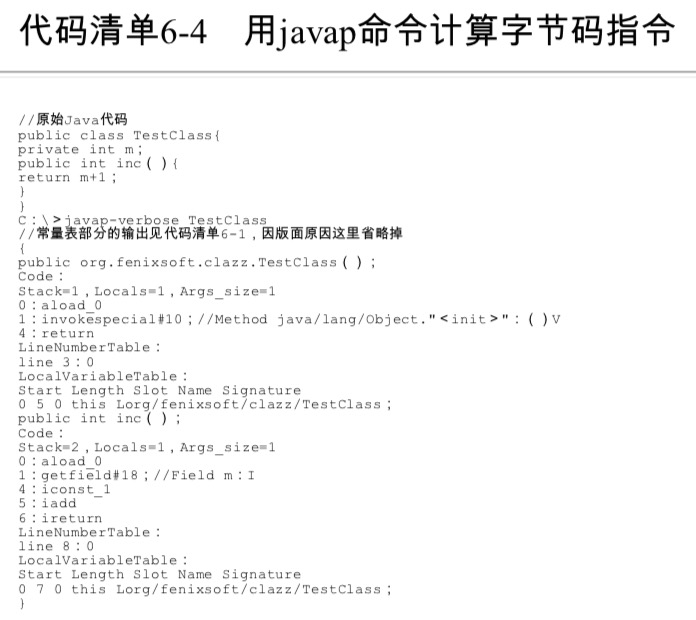 代码清单6-4 用javap命令计算字节码指令
//原始Java代码
public class TestClass{
private int m；
public int inc（）{
return m+1；
}
}
C：\＞javap-verbose TestClass
//常量表部分的输出见代码清单6-1，因版面原因这里省略掉
{
public org.fenixsoft.clazz.TestClass（）；
Code：
Stack=1，Locals=1，Args_size=1
0：aload_0
1：invokespecial#10；//Method java/lang/Object."＜init＞"：（）V
4：return
LineNumberTable：
line 3：0
LocalVariableTable：
Start Length Slot Name Signature
0 5 0 this Lorg/fenixsoft/clazz/TestClass；
public int inc（）；
Code：
Stack=2，Locals=1，Args_size=1
0：aload_0
1：getfield#18；//Field m：I
4：iconst_1
5：iadd
6：ireturn
LineNumberTable：
line 8：0
LocalVariableTable：
Start Length Slot Name Signature
0 7 0 this Lorg/fenixsoft/clazz/TestClass；
}